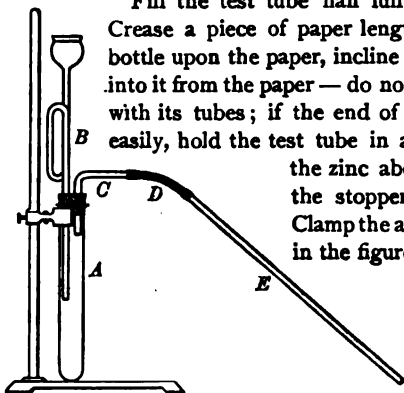 Fill the test tube half full
Crease a piece of paper leng
bottle upon the paper, incline
into it from the paper — do no
with its tubes; if the end of
easily, hold the test tube in a
the zinc abo
the stopper
Clamp the a
in the figur
B
C
D
A
E